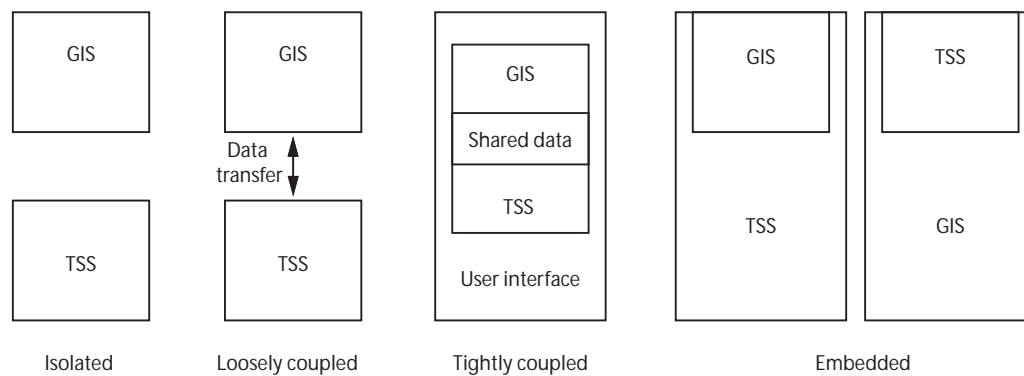 GIS
TSS
Isolated
GIS
Data
transfer
TSS
Loosely coupled
GIS
Shared data
TSS
User interface
Tightly coupled
GIS
TSS
TSS
GIS
Embedded